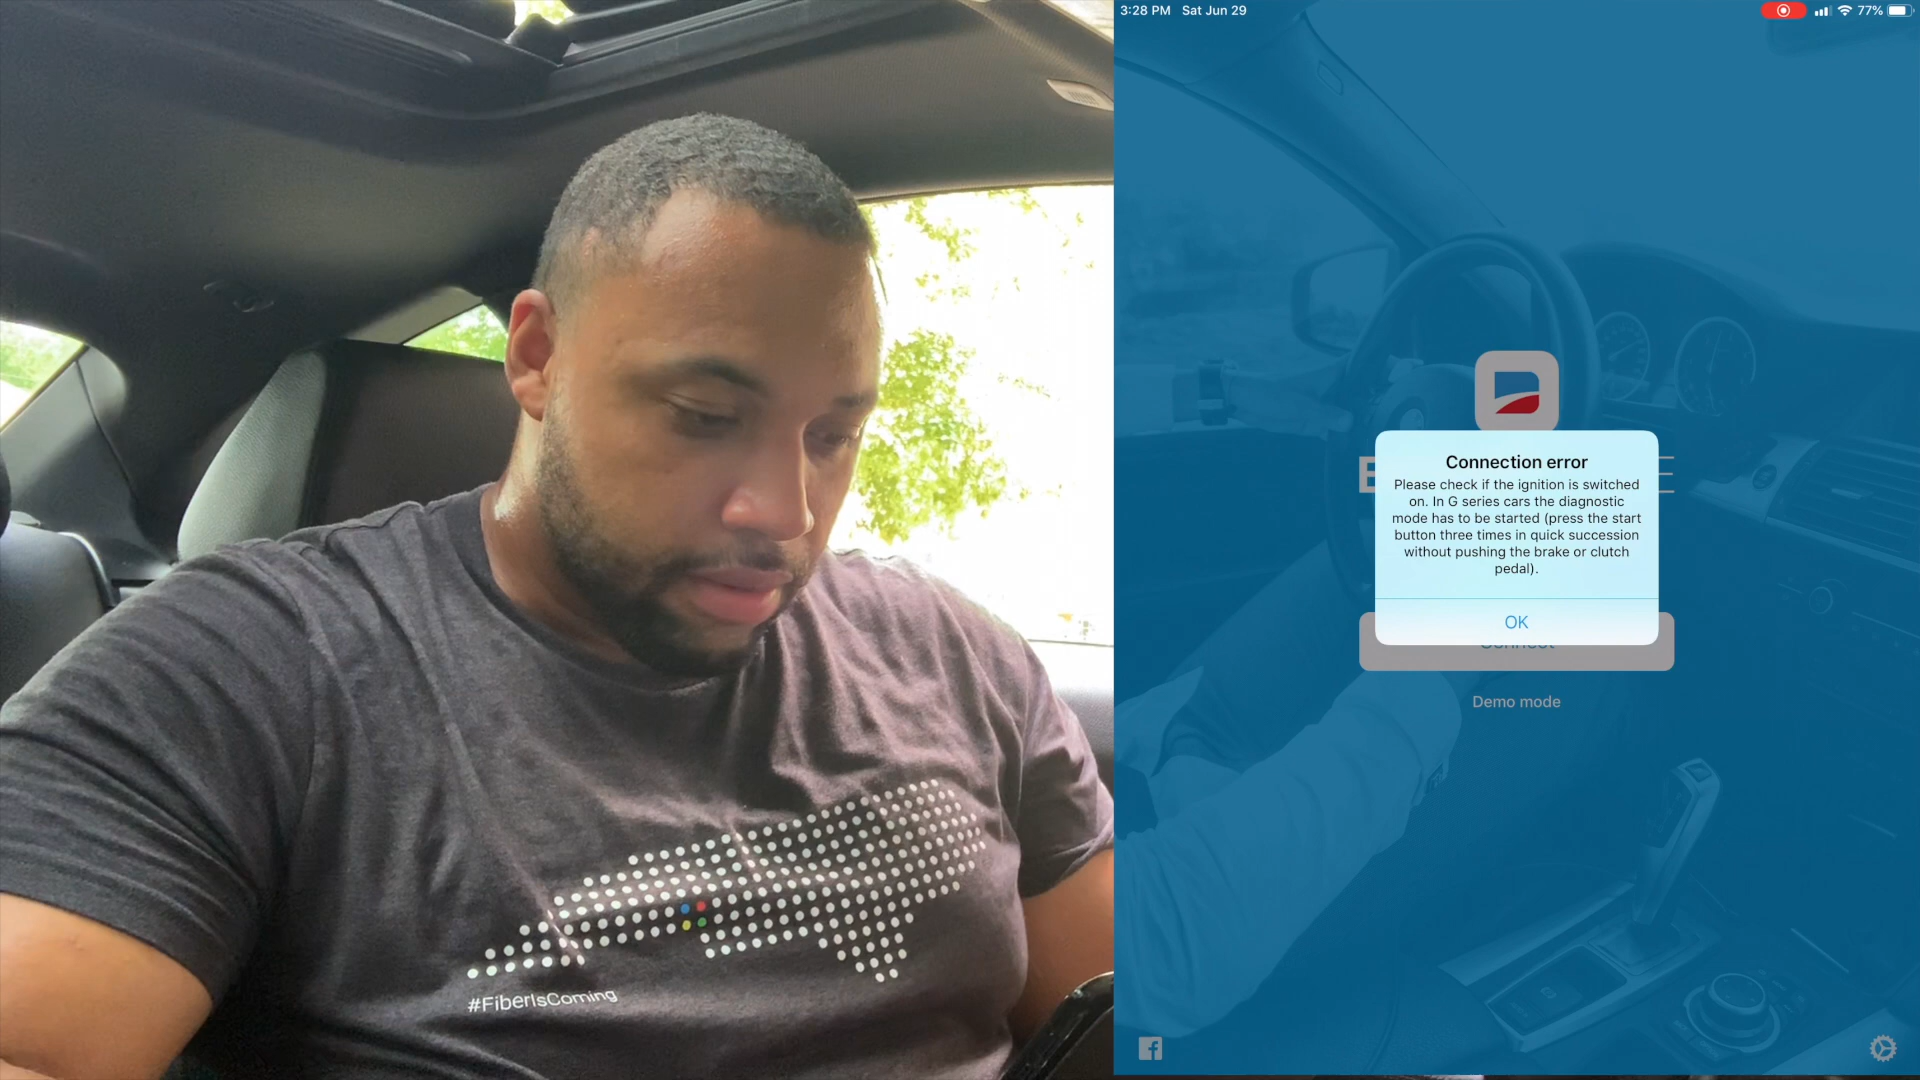 3:28 PM Sat Jun 29
77%
Connection error
Please check if the ignition is switched
on. In G series cars the diagnostic
mode has to be started (press the start
button three times in quick succession
without pushing the brake or clutch
pedal).
OK
Connect
Demo mode
#FiberIsComing